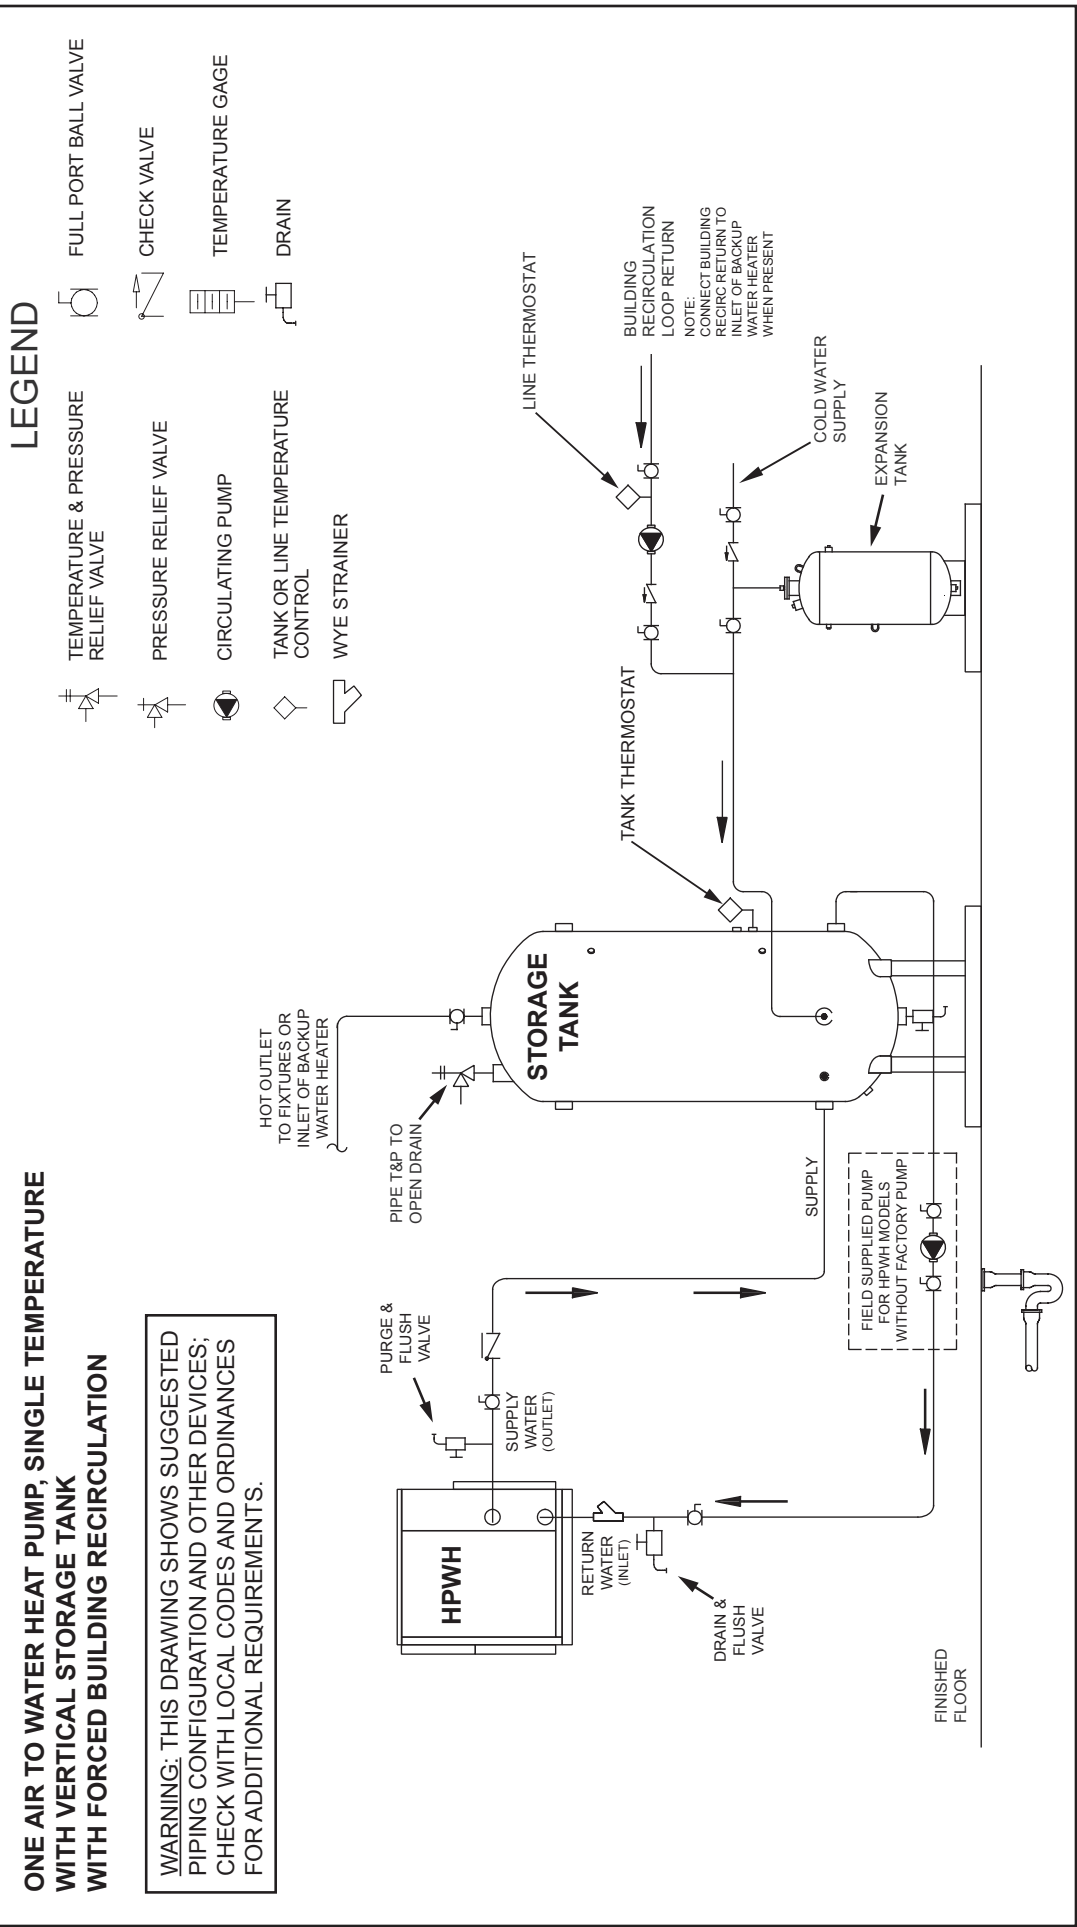 ONE AIR TO WATER HEAT PUMP, SINGLE TEMPERATURE
WITH VERTICAL STORAGE TANK
WITH FORCED BUILDING RECIRCULATION
WARNING: THIS DRAWING SHOWS SUGGESTED
PIPING CONFIGURATION AND OTHER DEVICES;
CHECK WITH LOCAL CODES AND ORDINANCES
FOR ADDITIONAL REQUIREMENTS.
LEGEND
TEMPERATURE & PRESSURE
RELIEF VALVE
PRESSURE RELIEF VALVE
CIRCULATING PUMP
TANK OR LINE TEMPERATURE
CONTROL
WYE STRAINER
FULL PORT BALL VALVE
CHECK VALVE
TEMPERATURE GAGE
DRAIN
HOT OUTLET
TO FIXTURES OR
INLET OF BACKUP
WATER HEATER
PIPE T&P TO
OPEN DRAIN
PURGE &
FLUSH
VALVE
SUPPLY
WATER
(OUTLET)
HPWH
RETURN
WATER
(INLET)
DRAIN &
FLUSH
VALVE
STORAGE
TANK
SUPPLY
FIELD SUPPLIED PUMP
FOR HPWH MODELS
WITHOUT FACTORY PUMP
TANK THERMOSTAT
LINE THERMOSTAT
BUILDING
RECIRCULATION
LOOP RETURN
NOTE:
CONNECT BUILDING
RECIRC RETURN TO
INLET OF BACKUP
WATER HEATER
WHEN PRESENT
COLD WATER
SUPPLY
EXPANSION
TANK
FINISHED
FLOOR